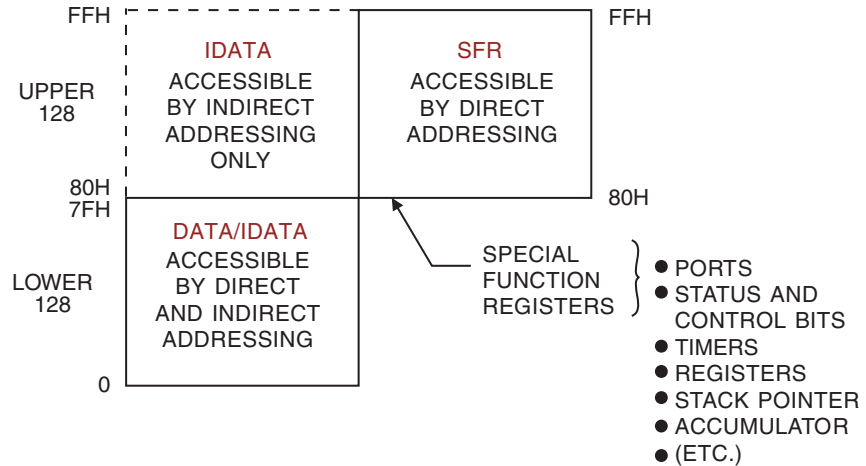 FFH
UPPER
128
80H
7FH
LOWER
128
0
IDATA
ACCESSIBLE
BY INDIRECT
ADDRESSING
ONLY
SFR
ACCESSIBLE
BY DIRECT
ADDRESSING
FFH
80H
DATA/IDATA
ACCESSIBLE
BY DIRECT
AND INDIRECT
ADDRESSING
SPECIAL
FUNCTION
REGISTERS
● PORTS
● STATUS AND
CONTROL BITS
● TIMERS
● REGISTERS
● STACK POINTER
● ACCUMULATOR
● (ETC.)